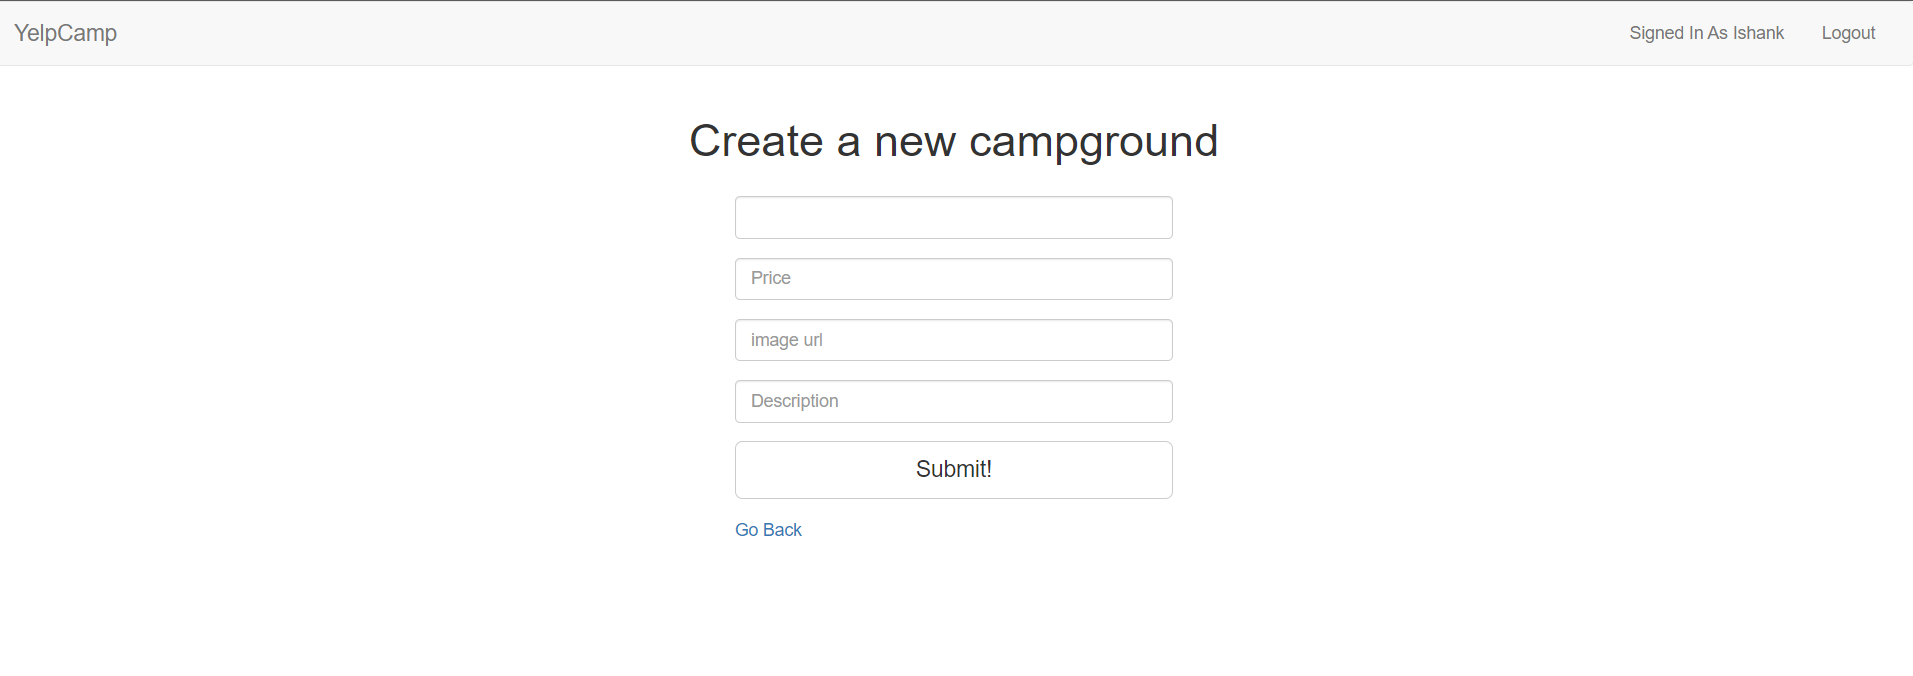 YelpCamp Signed In As Ishank Logout
Create a new campground
Price
image url
Description
Submit!
Go Back